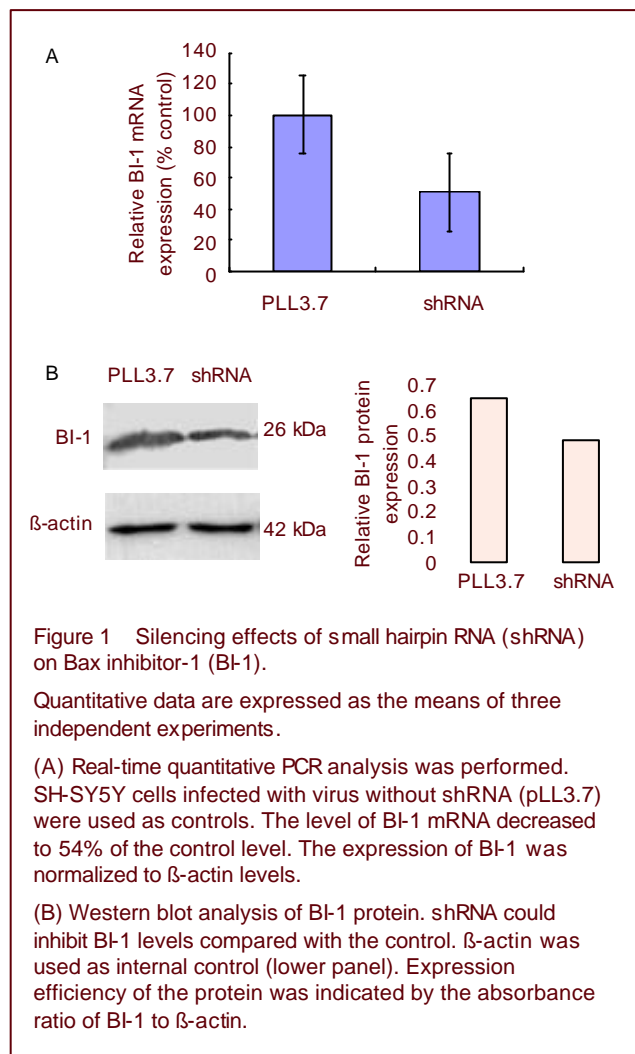 A
Relative BI-1 mRNA
expression (% control)
140
120
100
80
60
40
20
0
PLL3.7 shRNA
B
PLL3.7 shRNA
BI-1
26 kDa
ß-actin
42 kDa
Relative BI-1 protein
expression
0.7
0.6
0.5
0.4
0.3
0.2
0.1
0
PLL3.7 shRNA
Figure 1 Silencing effects of small hairpin RNA (shRNA)
on Bax inhibitor-1 (BI-1).
Quantitative data are expressed as the means of three
independent experiments.
(A) Real-time quantitative PCR analysis was performed.
SH-SY5Y cells infected with virus without shRNA (pLL3.7)
were used as controls. The level of BI-1 mRNA decreased
to 54% of the control level. The expression of BI-1 was
normalized to ß-actin levels.
(B) Western blot analysis of BI-1 protein. shRNA could
inhibit BI-1 levels compared with the control. ß-actin was
used as internal control (lower panel). Expression
efficiency of the protein was indicated by the absorbance
ratio of BI-1 to ß-actin.